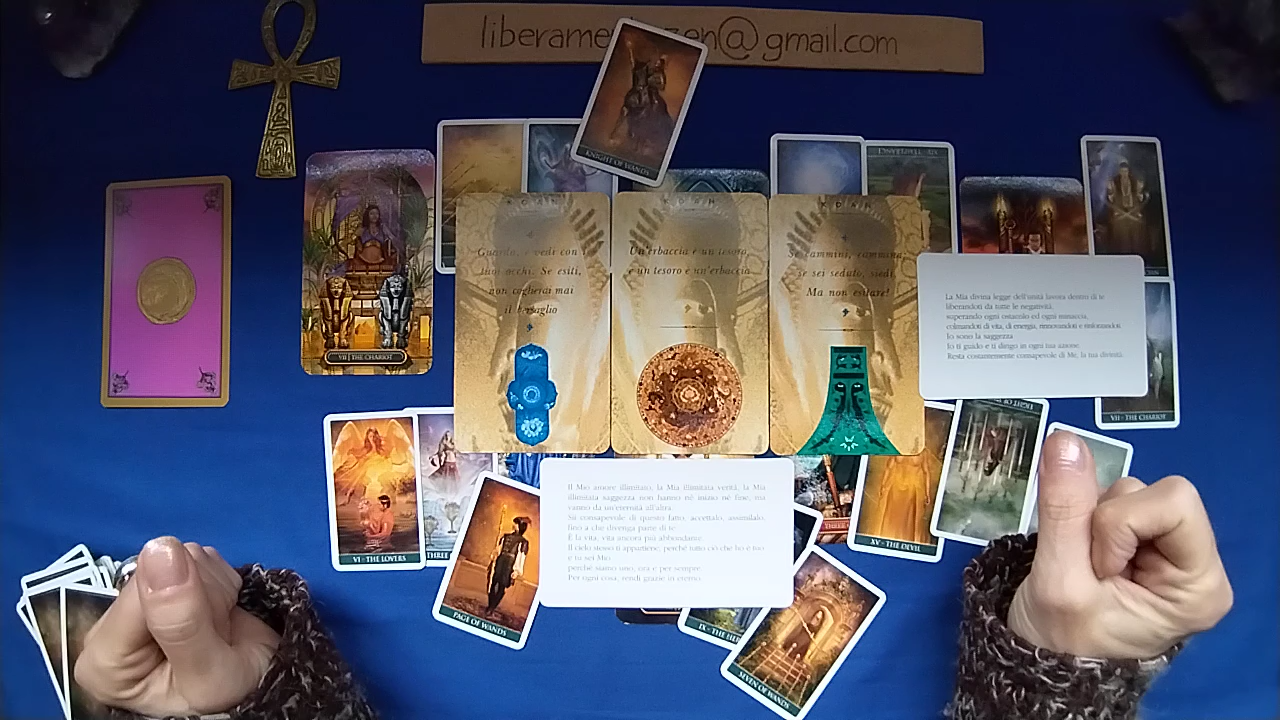 liberame zen@gmail.com
KNIGHT OF WANDS
VII | THE CHARIOT
KOAN
Guarda, e vedi con i
tuoi occhi. Se esiti,
non coglierai mai
il bersaglio
KOAN
Un'erbaccia è un tesoro,
e un tesoro è un'erbaccia
KOAN
Se cammini, cammina,
se sei seduto, siedi.
Ma non esitare!
La Mia divina legge dell'unità lavora dentro di te
liberandoti da tutte le negatività,
superando ogni ostacolo ed ogni minaccia,
colmandoti di vita, di energia, rinnovandoti e rinforzandoti.
Io sono la saggezza
Io ti guido e ti dirigo in ogni tua azione.
Resta costantemente consapevole di Me, la tua divinità.
VII - THE CHARIOT
VI - THE LOVERS
THREE
PAGE OF WANDS
Il Mio amore illimitato, la Mia illimitata verità, la Mia
illimitata saggezza non hanno né inizio né fine, ma
vanno da un'eternità all'altra.
Sii consapevole di questo fatto, accettalo, assimilalo,
fino a che divenga parte di te.
È la vita, vita ancora più abbondante.
Il cielo stesso ti appartiene, perché tutto ciò che ho è tuo
e tu sei Mio
perché siamo uno, ora e per sempre.
Per ogni cosa, rendi grazie in eterno.
THREE
XV - THE DEVIL
IX - THE HER
SEVEN OF WANDS